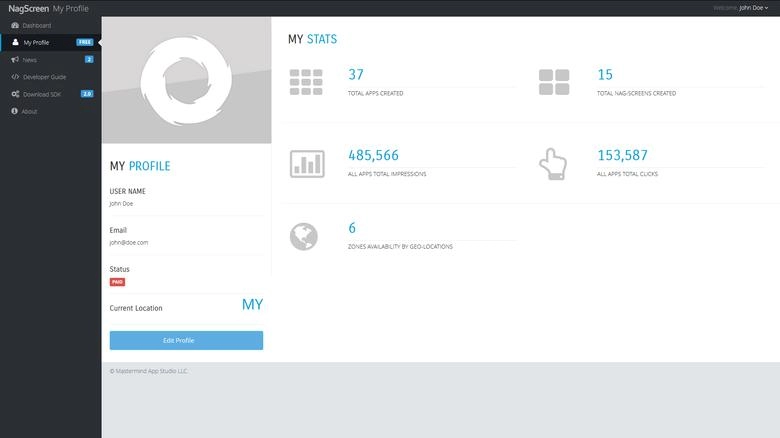 NagScreen My Profile
Welcome, John Doe
Dashboard
My Profile FREE
News 2
Developer Guide
Download SDK 2.0
About
MY PROFILE
USER NAME
John Doe
Email
john@doe.com
Status
PAID
Current Location MY
Edit Profile
MY STATS
37
TOTAL APPS CREATED
15
TOTAL NAG-SCREENS CREATED
485,566
ALL APPS TOTAL IMPRESSIONS
153,587
ALL APPS TOTAL CLICKS
6
ZONES AVAILABILITY BY GEO-LOCATIONS
© Mastermind App Studio LLC.